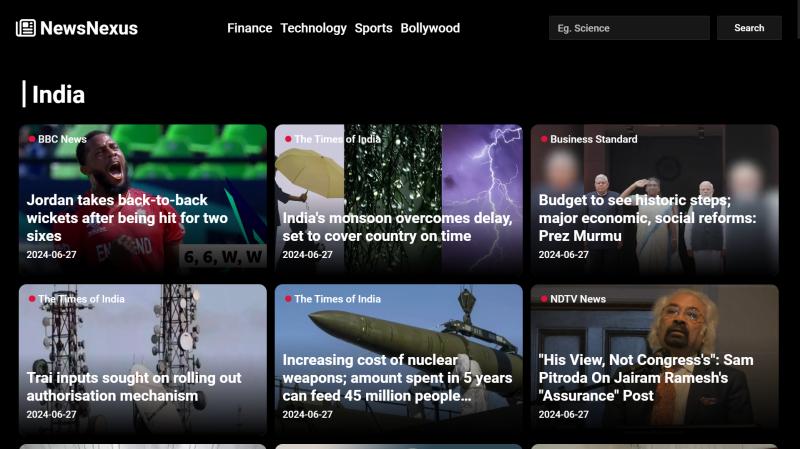 NewsNexus
Finance Technology Sports Bollywood
Eg. Science
Search
India
BBC News
ENGLAND
6, 6, W, W
Jordan takes back-to-back
wickets after being hit for two
sixes
2024-06-27
The Times of India
India's monsoon overcomes delay,
set to cover country on time
2024-06-27
Business Standard
Budget to see historic steps;
major economic, social reforms:
Prez Murmu
2024-06-27
The Times of India
Trai inputs sought on rolling out
authorisation mechanism
2024-06-27
The Times of India
Increasing cost of nuclear
weapons; amount spent in 5 years
can feed 45 million people...
2024-06-27
NDTV News
"His View, Not Congress's": Sam
Pitroda On Jairam Ramesh's
"Assurance" Post
2024-06-27